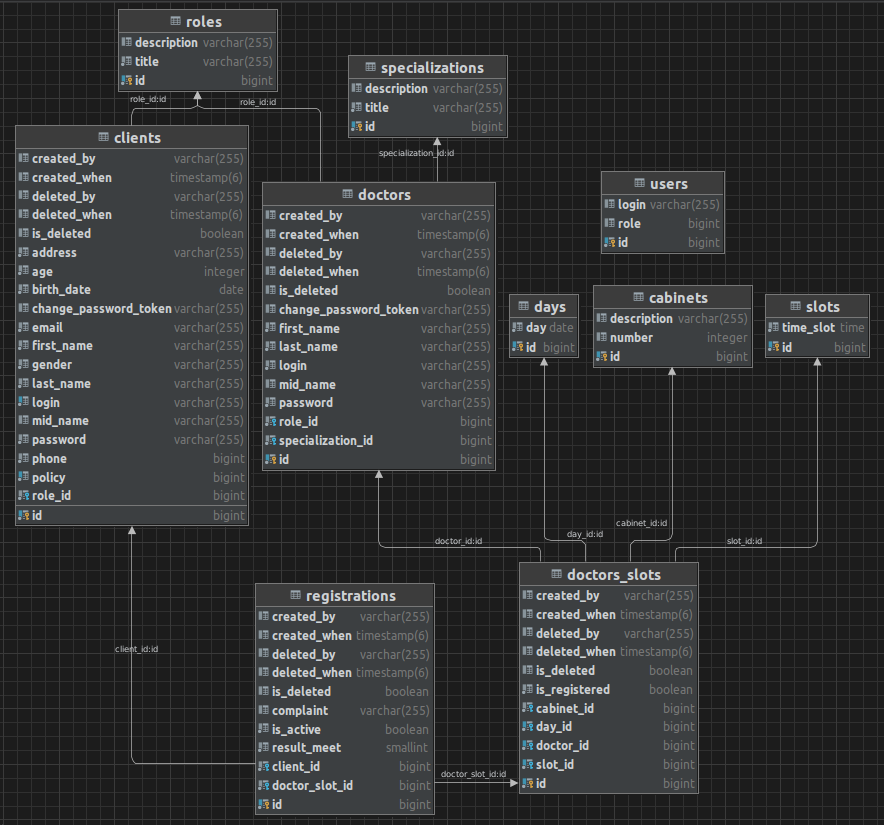 roles
description varchar(255)
title varchar(255)
id bigint
role_id:id
role_id:id
specializations
description varchar(255)
title varchar(255)
id bigint
specialization_id:id
clients
created_by varchar(255)
created_when timestamp(6)
deleted_by varchar(255)
deleted_when timestamp(6)
is_deleted boolean
address varchar(255)
age integer
birth_date date
change_password_token varchar(255)
email varchar(255)
first_name varchar(255)
gender varchar(255)
last_name varchar(255)
login varchar(255)
mid_name varchar(255)
password varchar(255)
phone bigint
policy bigint
role_id bigint
id bigint
doctors
created_by varchar(255)
created_when timestamp(6)
deleted_by varchar(255)
deleted_when timestamp(6)
is_deleted boolean
change_password_token varchar(255)
first_name varchar(255)
last_name varchar(255)
login varchar(255)
mid_name varchar(255)
password varchar(255)
role_id bigint
specialization_id bigint
id bigint
users
login varchar(255)
role bigint
id bigint
days
day date
id bigint
cabinets
description varchar(255)
number integer
id bigint
slots
time_slot time
id bigint
doctor_id:id
day_id:id
cabinet_id:id
slot_id:id
client_id:id
registrations
created_by varchar(255)
created_when timestamp(6)
deleted_by varchar(255)
deleted_when timestamp(6)
is_deleted boolean
complaint varchar(255)
is_active boolean
result_meet smallint
client_id bigint
doctor_slot_id bigint
id bigint
doctor_slot_id:id
doctors_slots
created_by varchar(255)
created_when timestamp(6)
deleted_by varchar(255)
deleted_when timestamp(6)
is_deleted boolean
is_registered boolean
cabinet_id bigint
day_id bigint
doctor_id bigint
slot_id bigint
id bigint